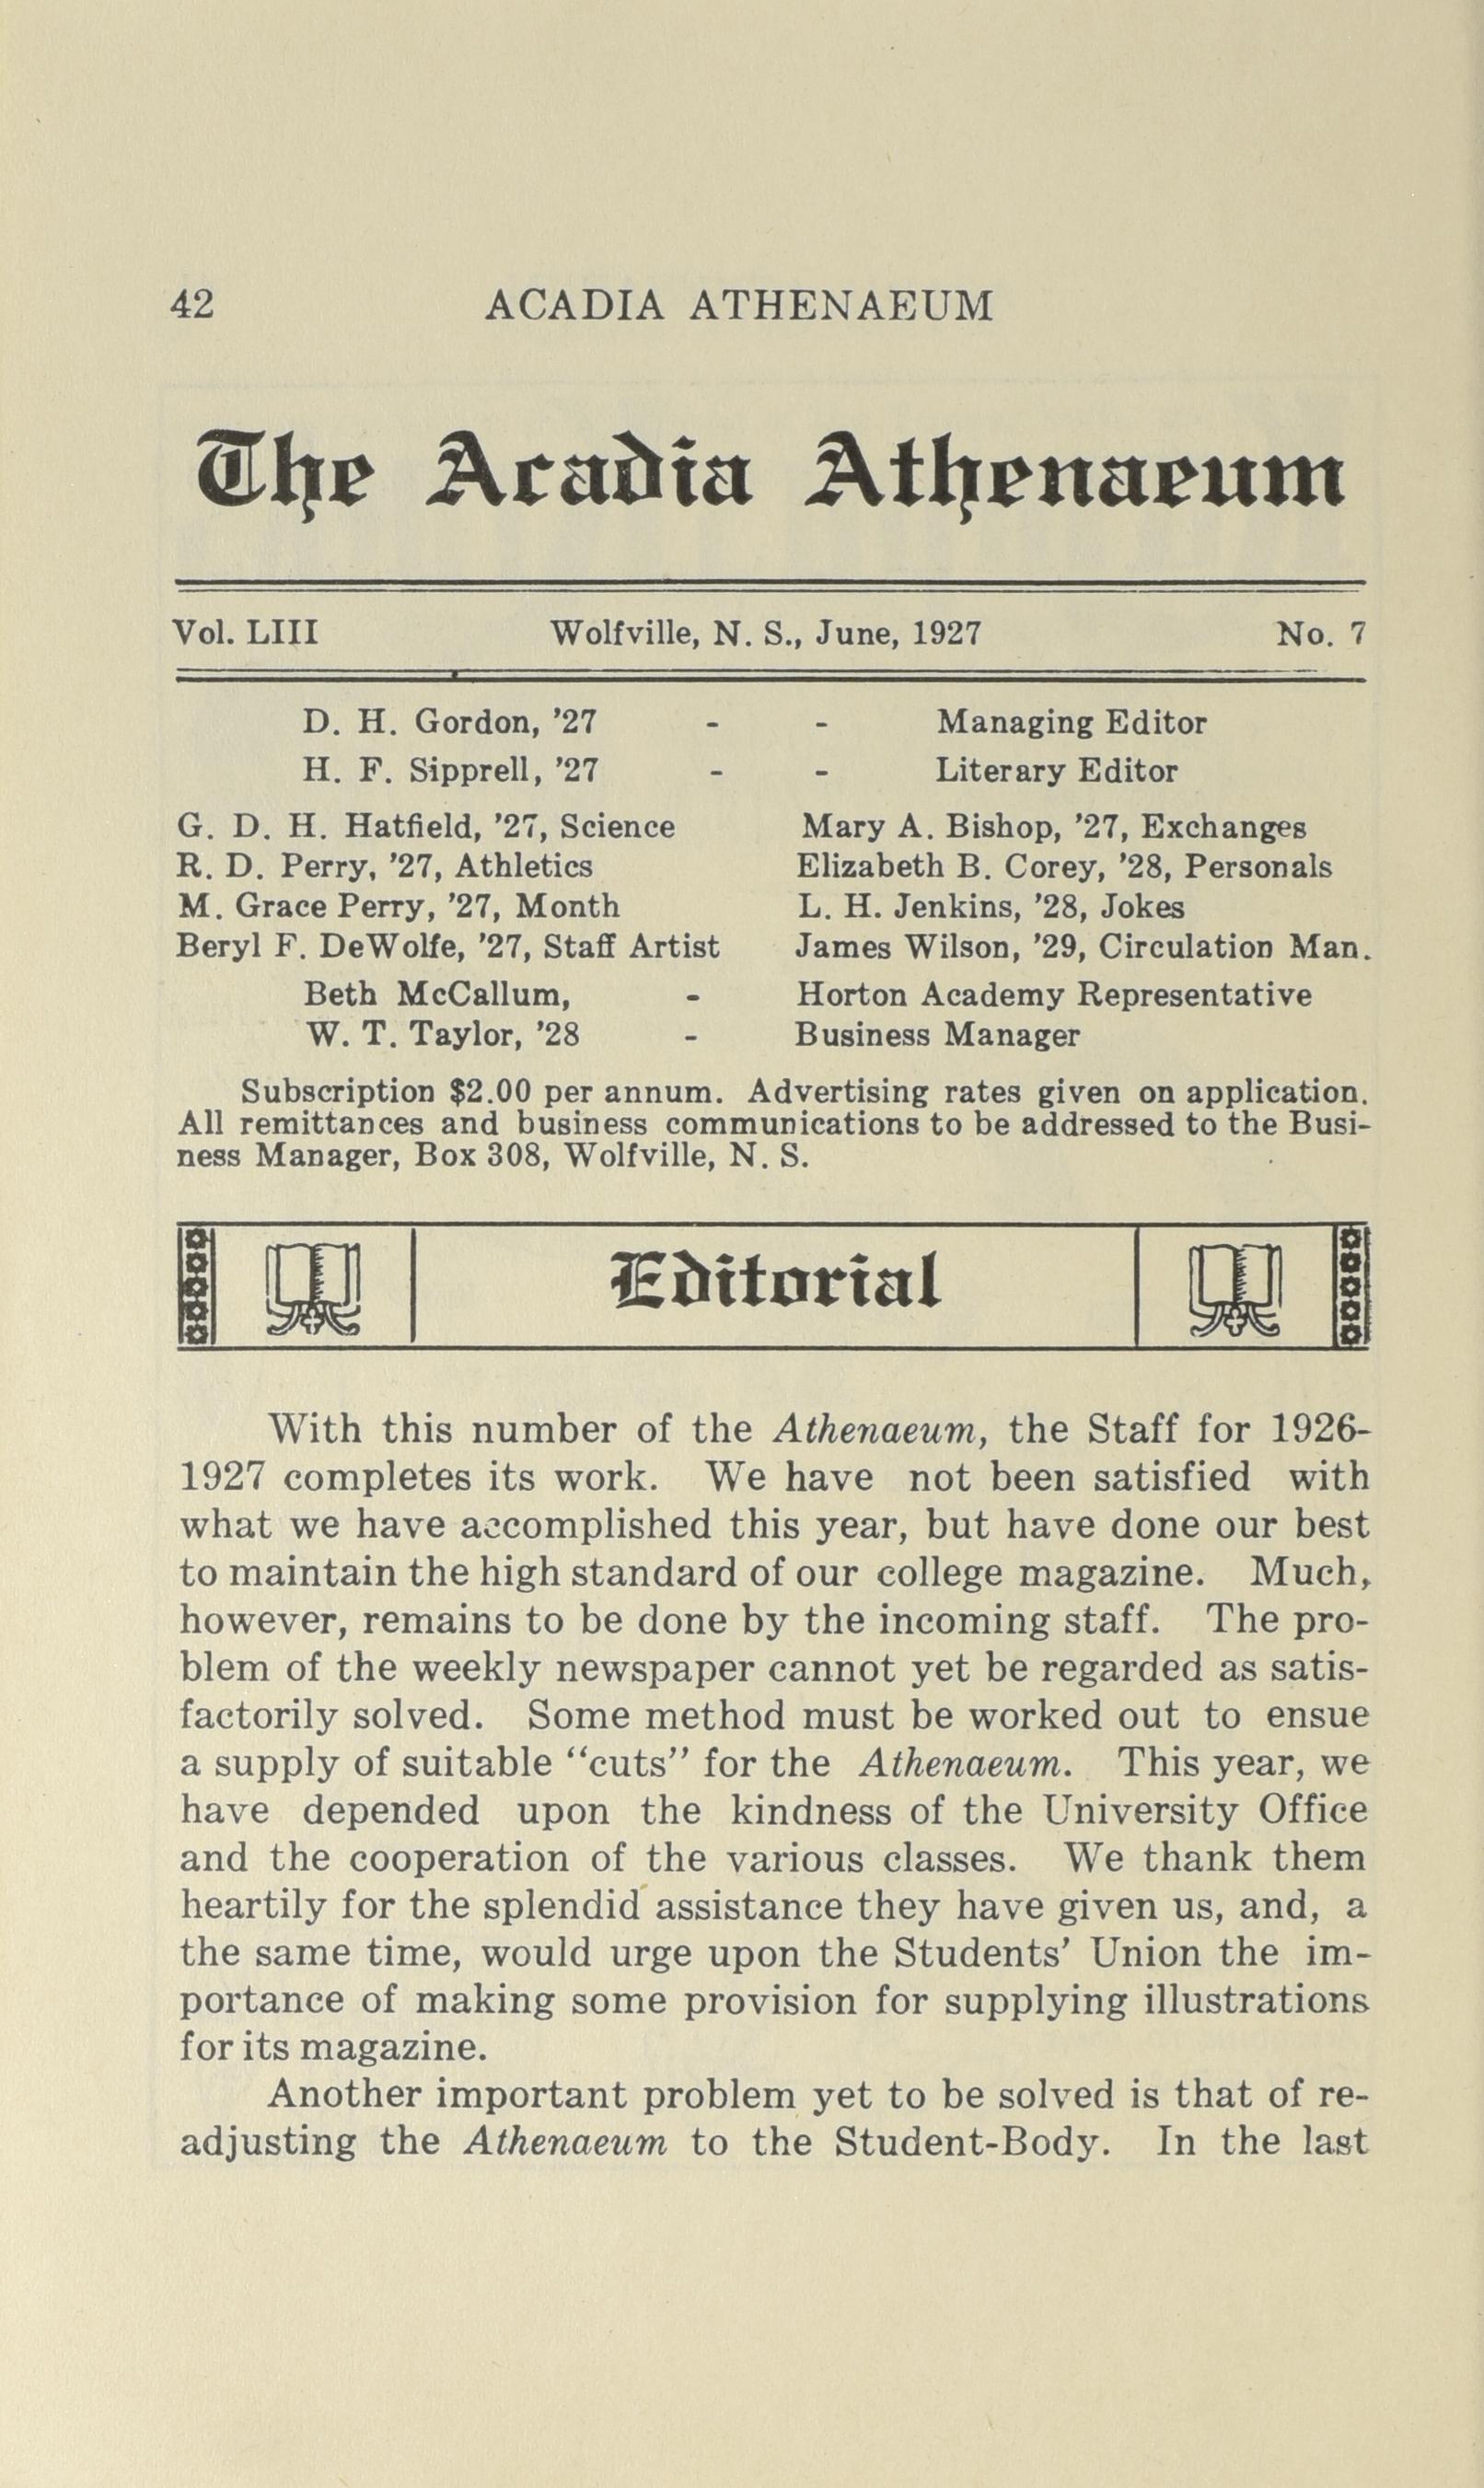 42 ACADIA ATHENAEUM
The Acadia Athenaeum
Vol. LIII Wolfville, N. S., June, 1927 No. 7
D. H. Gordon, ’27 - - Managing Editor
H. F. Sipprell, ’27 - - Literary Editor
G. D. H. Hatfield, ’27, Science Mary A. Bishop, ’27, Exchanges
R. D. Perry, ’27, Athletics Elizabeth B. Corey, ’28, Personals
M. Grace Perry, ’27, Month L. H. Jenkins, ’28, Jokes
Beryl F. DeWolfe, ’27, Staff Artist James Wilson, ’29, Circulation Man.
Beth McCallum, - Horton Academy Representative
W. T. Taylor, ’28 - Business Manager
Subscription $2.00 per annum. Advertising rates given on application.
All remittances and business communications to be addressed to the Busi-
ness Manager, Box 308, Wolfville, N. S.
Editorial
With this number of the Athenaeum, the Staff for 1926-
1927 completes its work. We have not been satisfied with
what we have accomplished this year, but have done our best
to maintain the high standard of our college magazine. Much,
however, remains to be done by the incoming staff. The pro-
blem of the weekly newspaper cannot yet be regarded as satis-
factorily solved. Some method must be worked out to ensue
a supply of suitable “cuts” for the Athenaeum. This year, we
have depended upon the kindness of the University Office
and the cooperation of the various classes. We thank them
heartily for the splendid assistance they have given us, and, a
the same time, would urge upon the Students’ Union the im-
portance of making some provision for supplying illustrations
for its magazine.
Another important problem yet to be solved is that of re-
adjusting the Athenaeum to the Student-Body. In the last